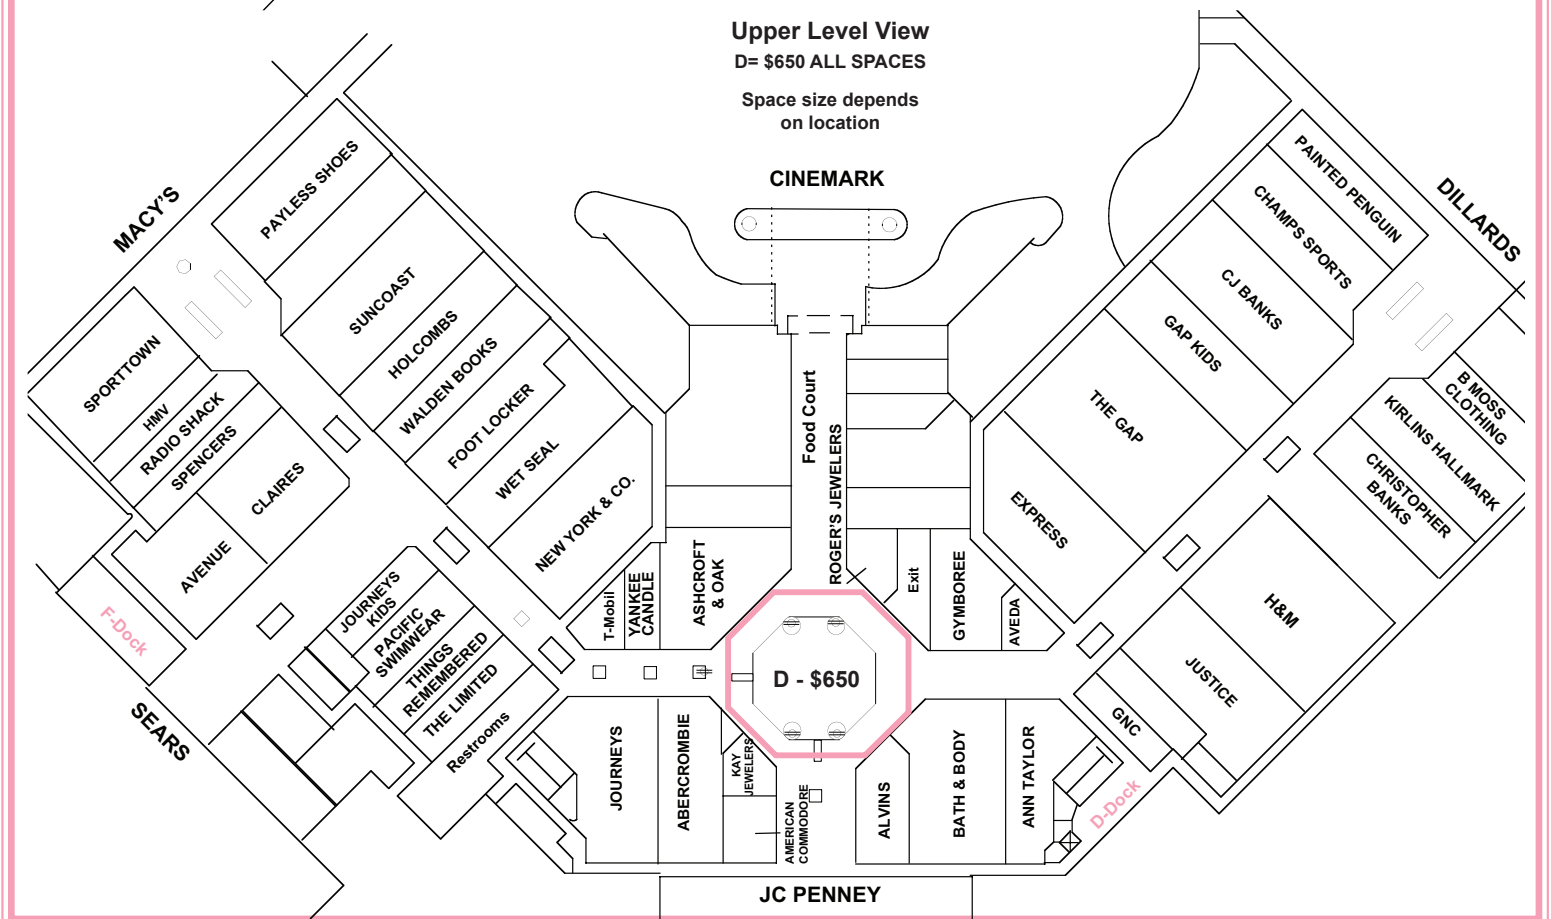 Upper Level View
D= $650 ALL SPACES
Space size depends
on location
CINEMARK
MACY'S
DILLARDS
PAYLESS SHOES
SUNCOAST
HOLCOMBS
WALDEN BOOKS
FOOT LOCKER
WET SEAL
NEW YORK & CO.
SPORTTOWN
HMV
RADIO SHACK
SPENCERS
CLAIRES
AVENUE
F-Dock
SEARS
JOURNEYS
KIDS
PACIFIC
SWIMWEAR
THINGS
REMEMBERED
THE LIMITED
Restrooms
T-Mobil
YANKEE
CANDLE
ASHCROFT
& OAK
Food Court
ROGER'S JEWELERS
Exit
GYMBOREE
AVEDA
PAINTED PENGUIN
CHAMPS SPORTS
CJ BANKS
GAP KIDS
THE GAP
EXPRESS
B MOSS
CLOTHING
KIRLINS HALLMARK
CHRISTOPHER
BANKS
H&M
JUSTICE
GNC
D-Dock
D - $650
JOURNEYS
ABERCROMBIE
KAY
JEWELERS
AMERICAN
COMMODORE
ALVINS
BATH & BODY
ANN TAYLOR
JC PENNEY